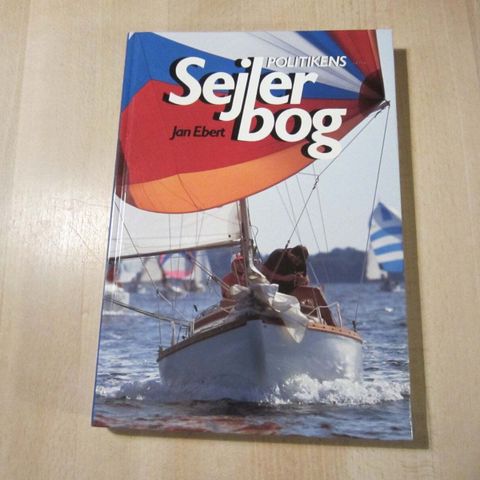 POLITIKENS
Sejler
bog
Jan Ebert